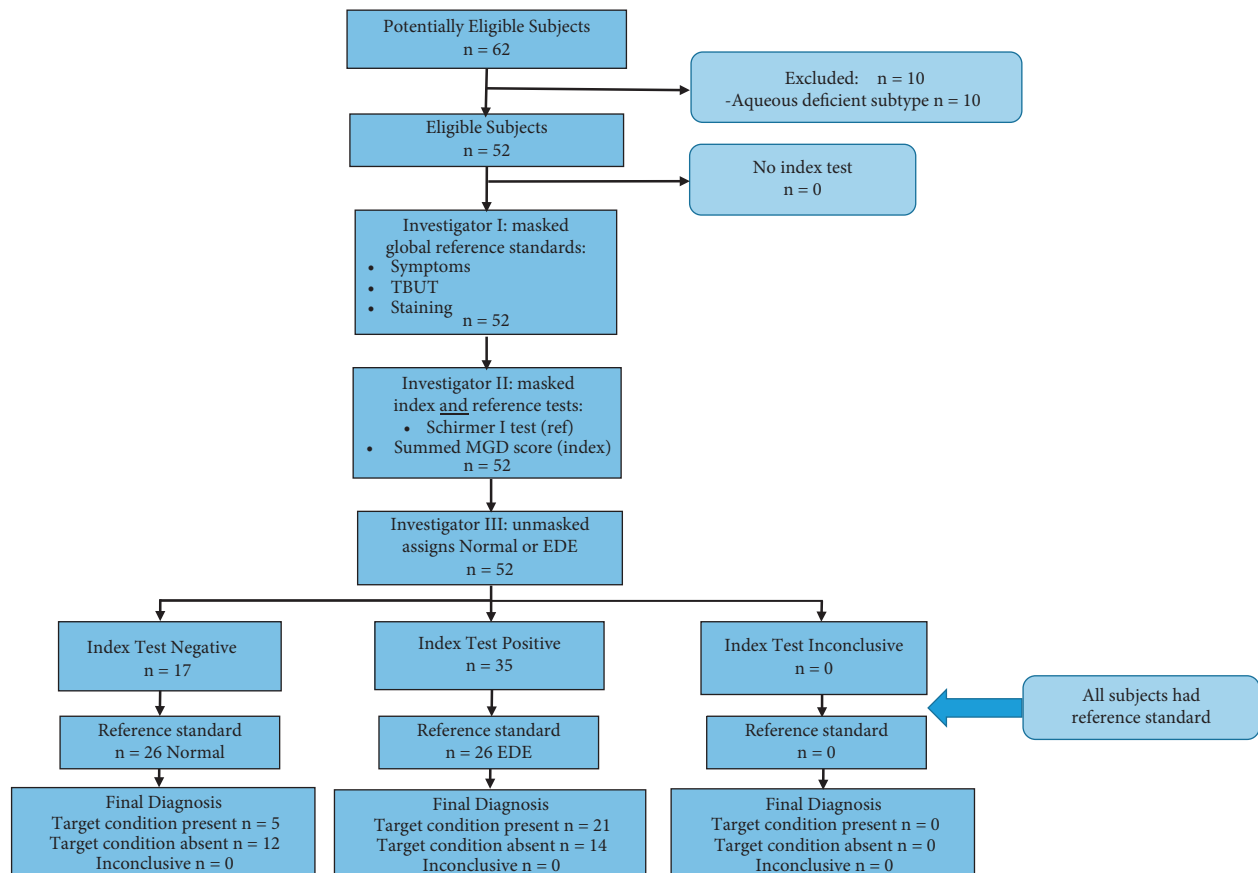 Potentially Eligible Subjects
n = 62
Excluded: n = 10
-Aqueous deficient subtype n = 10
Eligible Subjects
n = 52
No index test
n = 0
Investigator I: masked
global reference standards:
• Symptoms
• TBUT
• Staining
n = 52
Investigator II: masked
index and reference tests:
• Schirmer I test (ref)
• Summed MGD score (index)
n = 52
Investigator III: unmasked
assigns Normal or EDE
n = 52
Index Test Negative
n = 17
Index Test Positive
n = 35
Index Test Inconclusive
n = 0
All subjects had
reference standard
Reference standard
n = 26 Normal
Reference standard
n = 26 EDE
Reference standard
n = 0
Final Diagnosis
Target condition present n = 5
Target condition absent n = 12
Inconclusive n = 0
Final Diagnosis
Target condition present n = 21
Target condition absent n = 14
Inconclusive n = 0
Final Diagnosis
Target condition present n = 0
Target condition absent n = 0
Inconclusive n = 0